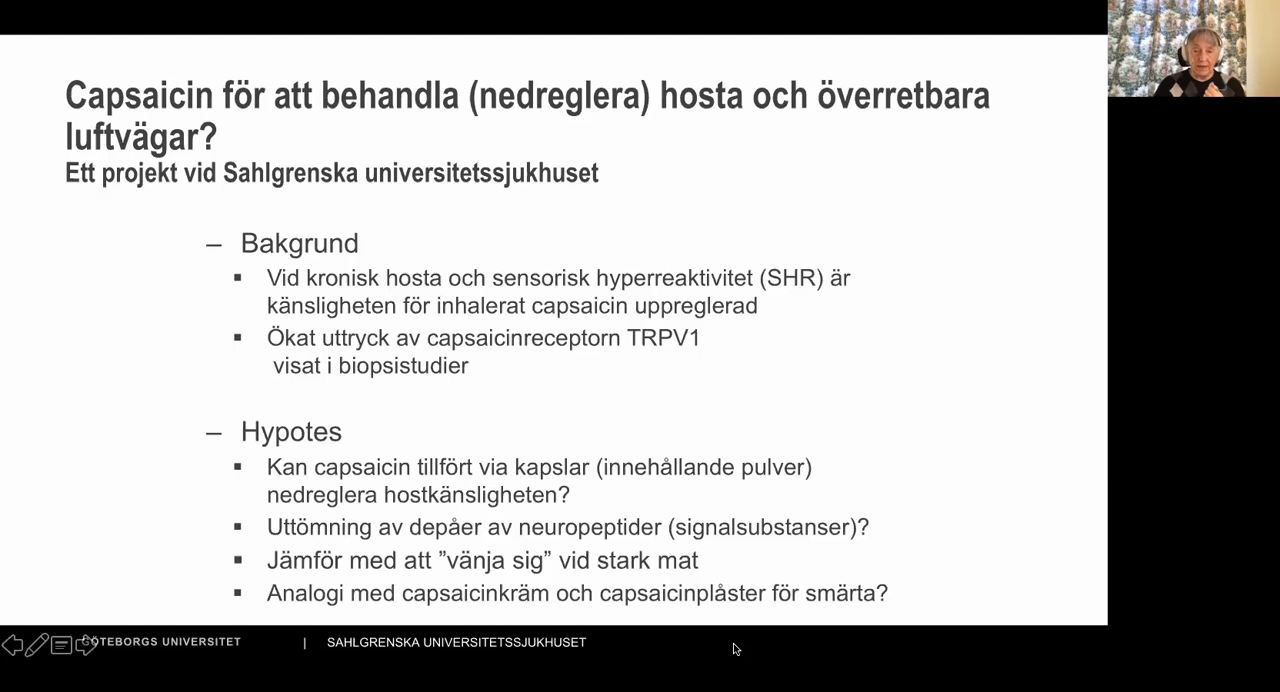 Capsaicin för att behandla (nedreglera) hosta och överretbara
luftvägar?
Ett projekt vid Sahlgrenska universitetssjukhuset
– Bakgrund
▪ Vid kronisk hosta och sensorisk hyperreaktivitet (SHR) är
känsligheten för inhalerat capsaicin uppreglerad
▪ Ökat uttryck av capsaicinreceptorn TRPV1
visat i biopsistudier
– Hypotes
▪ Kan capsaicin tillfört via kapslar (innehållande pulver)
nedreglera hostkänsligheten?
▪ Uttömning av depåer av neuropeptider (signalsubstanser)?
▪ Jämför med att ”vänja sig” vid stark mat
▪ Analogi med capsaicinkräm och capsaicinplåster för smärta?
GÖTEBORGS UNIVERSITET | SAHLGRENSKA UNIVERSITETSSJUKHUSET